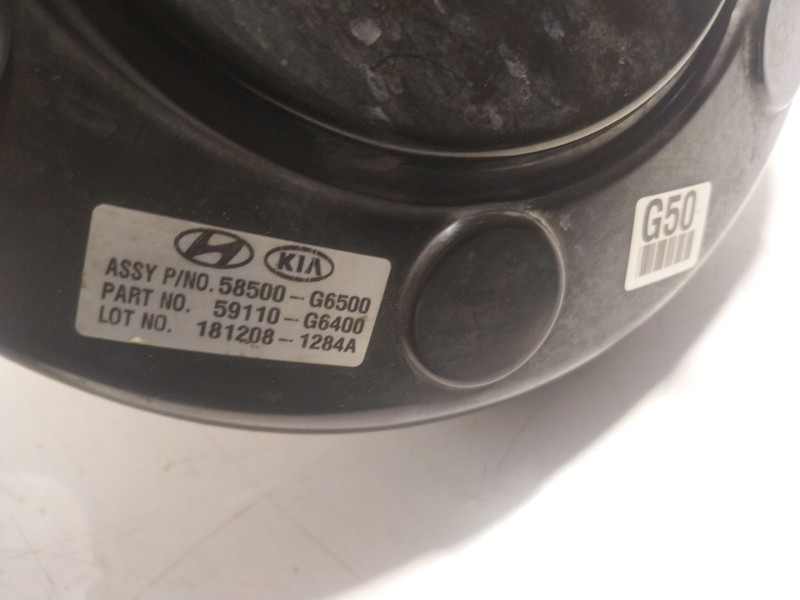 KIA
ASSY P/NO. 58500-G6500
PART NO. 59110-G6400
LOT NO. 181208-1284A
G50